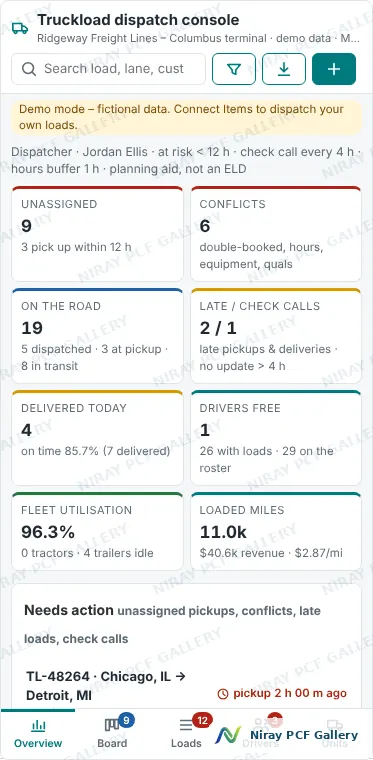 Truckload dispatch console
Ridgeway Freight Lines – Columbus terminal · demo data · M…
Search load, lane, cust
Demo mode – fictional data. Connect Items to dispatch your
own loads.
Dispatcher · Jordan Ellis · at risk < 12 h · check call every 4 h ·
hours buffer 1 h · planning aid, not an ELD
UNASSIGNED
9
3 pick up within 12 h
CONFLICTS
6
double-booked, hours,
equipment, quals
ON THE ROAD
19
5 dispatched · 3 at pickup ·
8 in transit
LATE / CHECK CALLS
2 / 1
late pickups & deliveries ·
no update > 4 h
DELIVERED TODAY
4
on time 85.7% (7 delivered)
DRIVERS FREE
1
26 with loads · 29 on the
roster
FLEET UTILISATION
96.3%
0 tractors · 4 trailers idle
LOADED MILES
11.0k
$40.6k revenue · $2.87/mi
Needs action unassigned pickups, conflicts, late
loads, check calls
TL-48264 · Chicago, IL →
Detroit, MI
pickup 2 h 00 m ago
Overview
9
Board
12
Loads
Drivers
Units
Niray PCF Gallery
NIRAY PCF GALLERY